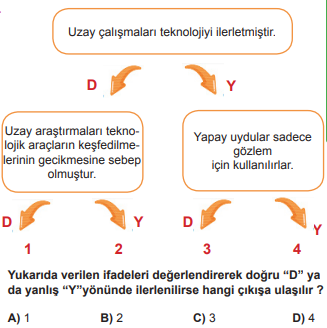 Uzay çalışmaları teknolojiyi ilerletmiştir.
D Y
Uzay araştırmaları tekno-
lojik araçların keşfedilme-
lerinin gecikmesine sebep
olmuştur.
Yapay uydular sadece
gözlem
için kullanılırlar.
D Y D Y
1 2 3 4
Yukarıda verilen ifadeleri değerlendirerek doğru “D” ya
da yanlış “Y”yönünde ilerlenilirse hangi çıkışa ulaşılır ?
A) 1 B) 2 C) 3 D) 4